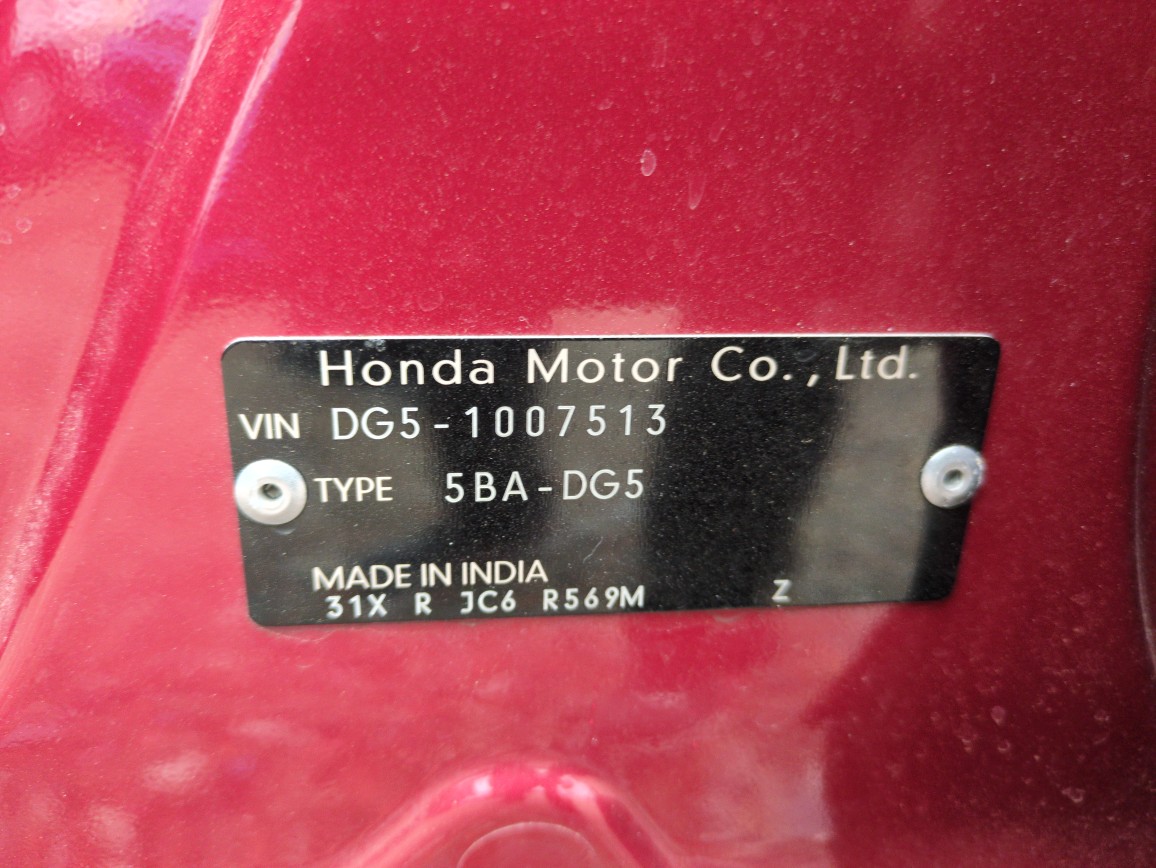 Honda Motor Co., Ltd.
VIN DG5-1007513
TYPE 5BA-DG5
MADE IN INDIA
31X R JC6 R569M Z